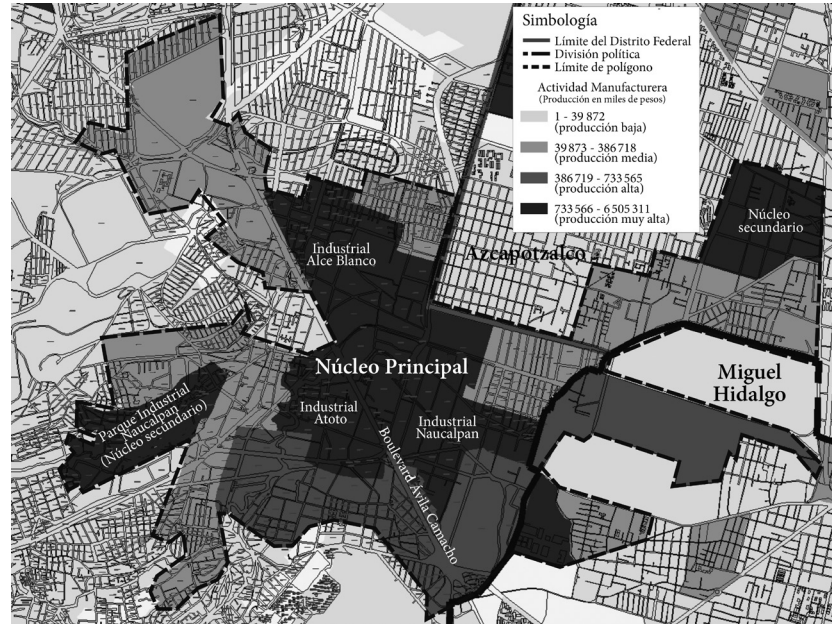 Simbología
Límite del Distrito Federal
División política
Límite de polígono
Actividad Manufacturera
(Producción en miles de pesos)
1 - 39 872
(producción baja)
39 873 - 386 718
(producción media)
386 719 - 733 565
(producción alta)
733 566 - 6 505 311
(producción muy alta)
Núcleo
secundario
Industrial
Alce Blanco
Azcapotzalco
Núcleo Principal
Miguel
Hidalgo
Parque Industrial
Naucalpan
(Núcleo secundario)
Industrial
Atoto
Industrial
Naucalpan
Boulevard Ávila Camacho